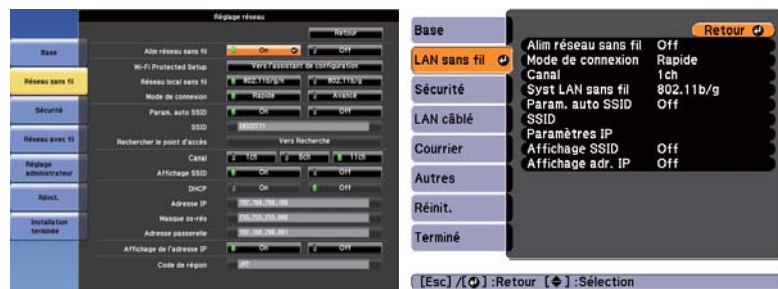 Réglage réseau
Retour
Base
Réseau sans fil
Sécurité
Réseau avec fil
Réglage administrateur
Réinit.
Installation terminée
Alim réseau sans fil On Off
Wi-Fi Protected Setup Vers l'assistant de configuration
Réseau local sans fil 802.11b/g/n 802.11b/g
Mode de connexion Rapide Avancé
Param. auto SSID On Off
SSID
Rechercher le point d'accès Vers Recherche
Canal 1ch 6ch 11ch
Affichage SSID On Off
DHCP On Off
Adresse IP
Masque ss-rés
Adresse passerelle
Affichage de l'adresse IP On Off
Code de région
Base
LAN sans fil
Sécurité
LAN câblé
Courrier
Autres
Réinit.
Terminé
Retour
Alim réseau sans fil Off
Mode de connexion Rapide
Canal 1ch
Syst LAN sans fil 802.11b/g
Param. auto SSID Off
SSID
Paramètres IP
Affichage SSID Off
Affichage adr. IP Off
[Esc] /[ ] :Retour [ ] :Sélection